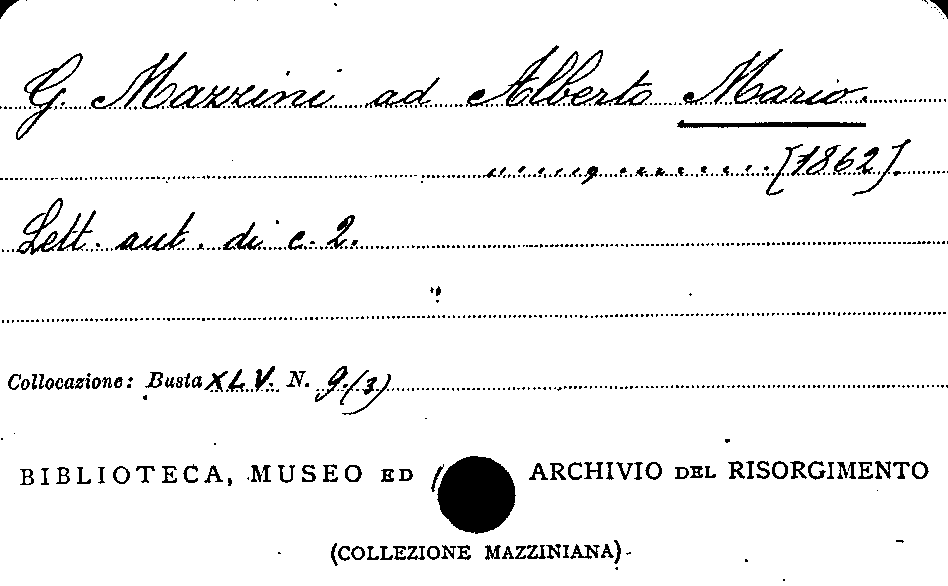 G. Mazzini ad Alberto Mario.
........, ........ [1862].
Lett. aut. di c. 2.
Collocazione: Busta XLV. N. 9.(3)
BIBLIOTECA, MUSEO ED ARCHIVIO DEL RISORGIMENTO
(COLLEZIONE MAZZINIANA)